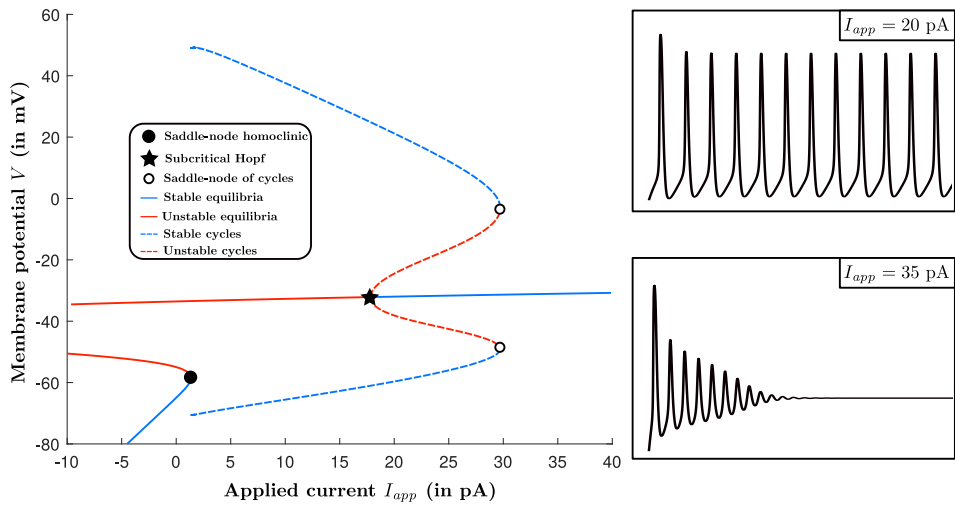 Membrane potential V (in mV)
60
40
20
0
-20
-40
-60
-80
Saddle-node homoclinic
Subcritical Hopf
Saddle-node of cycles
Stable equilibria
Unstable equilibria
Stable cycles
Unstable cycles
-10 -5 0 5 10 15 20 25 30 35 40
Applied current I_app (in pA)
I_app = 20 pA
I_app = 35 pA